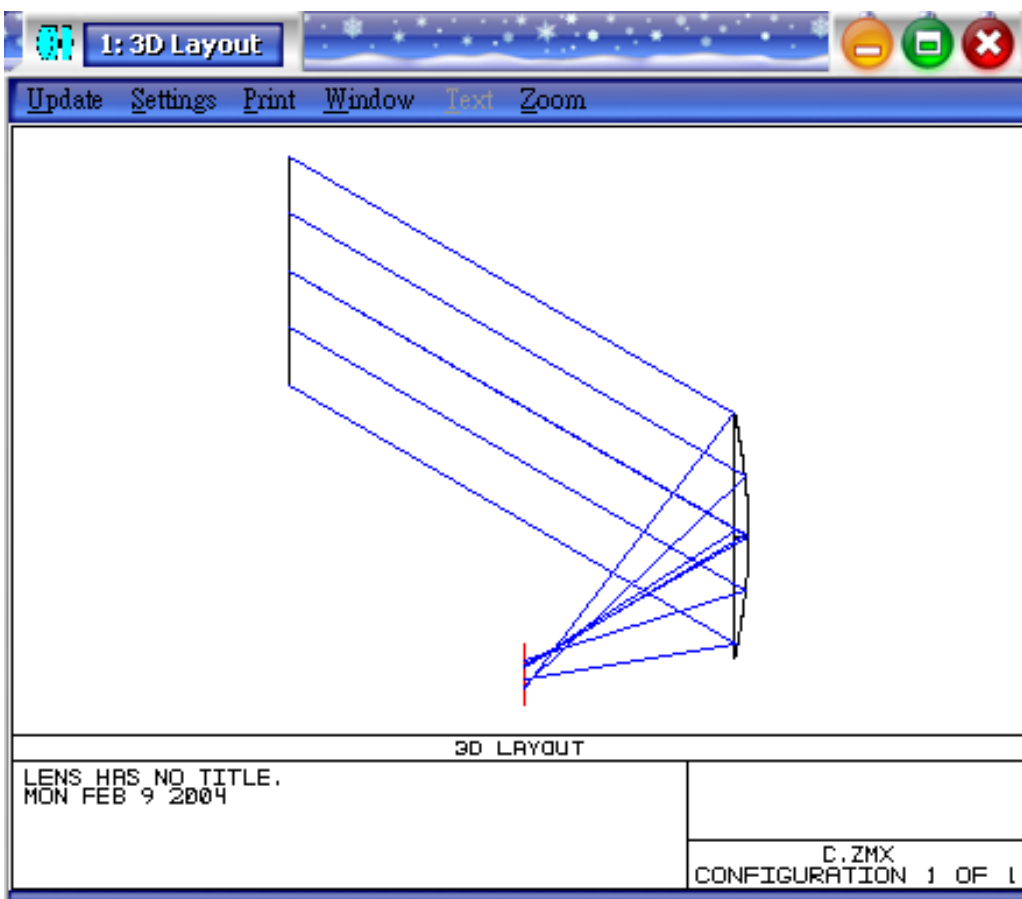 1: 3D Layout
Update Settings Print Window Text Zoom
3D LAYOUT
LENS HAS NO TITLE.
MON FEB 9 2004
C.ZMX
CONFIGURATION 1 OF 1